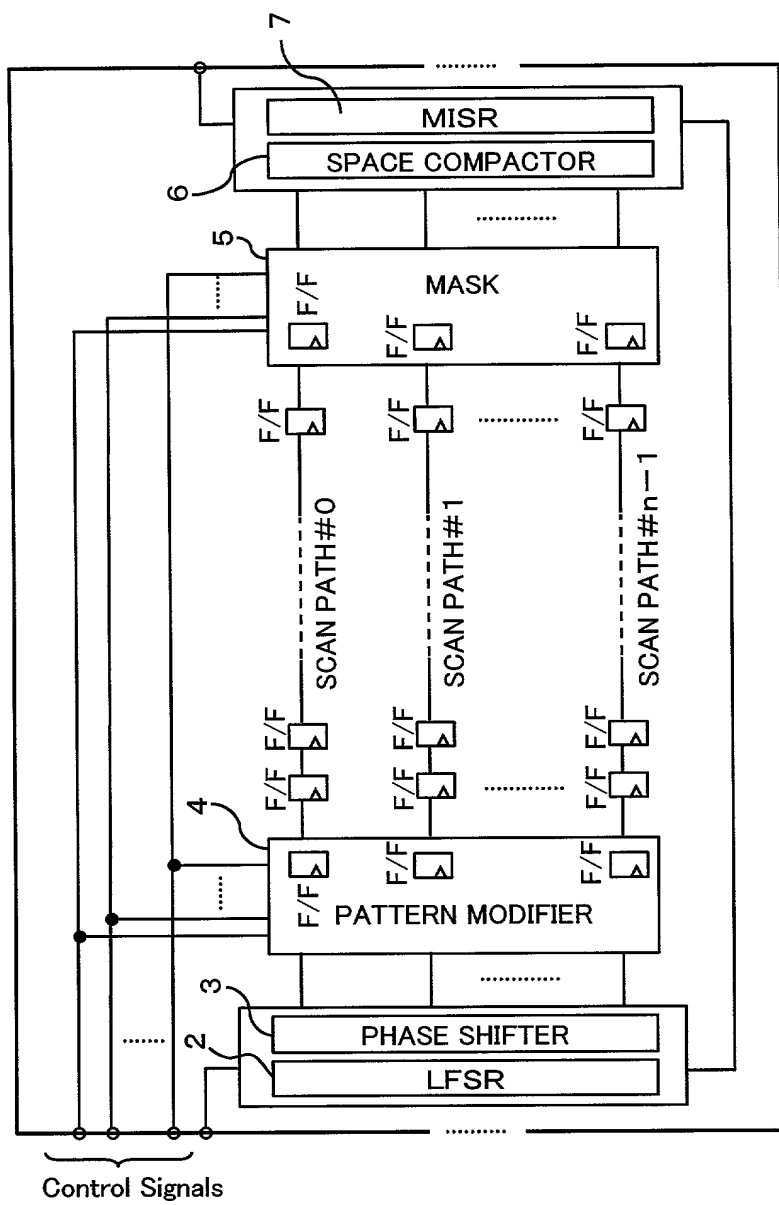 Control Signals
2
LFSR
3
PHASE SHIFTER
4
F/F
F/F
F/F
PATTERN MODIFIER
F/F
F/F
SCAN PATH#0
F/F
F/F
F/F
SCAN PATH#1
F/F
F/F
F/F
SCAN PATH#n-1
F/F
5
F/F
F/F
F/F
MASK
6
SPACE COMPACTOR
7
MISR